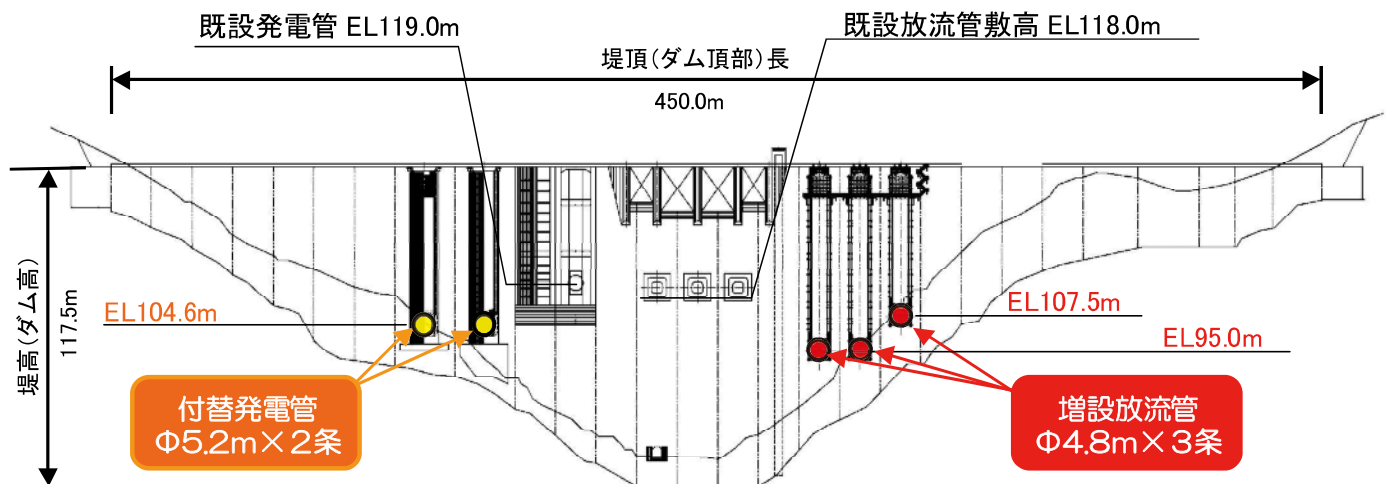 既設発電管 EL119.0m
既設放流管敷高 EL118.0m
堤頂(ダム頂部)長
450.0m
堤高(ダム高)
117.5m
EL104.6m
EL107.5m
EL95.0m
付替発電管
Φ5.2m×2条
増設放流管
Φ4.8m×3条